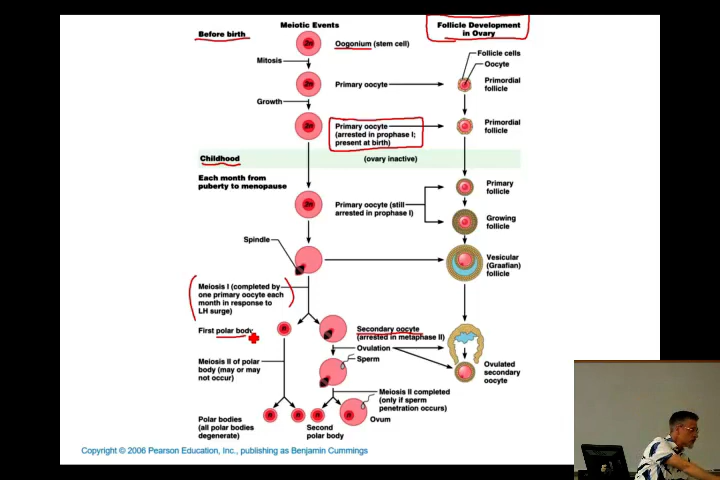 Meiotic Events
Follicle Development
in Ovary
Before birth
Oogonium (stem cell)
Follicle cells
Oocyte
Mitosis
Primary oocyte
Primordial
follicle
Growth
Primary oocyte
(arrested in prophase I;
present at birth)
Primordial
follicle
Childhood
(ovary inactive)
Each month from
puberty to menopause
Primary oocyte (still
arrested in prophase I)
Primary
follicle
Growing
follicle
Spindle
Vesicular
(Graafian)
follicle
Meiosis I (completed by
one primary oocyte each
month in response to
LH surge)
First polar body
Secondary oocyte
(arrested in metaphase II)
Ovulation
Sperm
Meiosis II of polar
body (may or may
not occur)
Ovulated
secondary
oocyte
Meiosis II completed
(only if sperm
penetration occurs)
Polar bodies
(all polar bodies
degenerate)
Second
polar body
Ovum
Copyright © 2006 Pearson Education, Inc., publishing as Benjamin Cummings